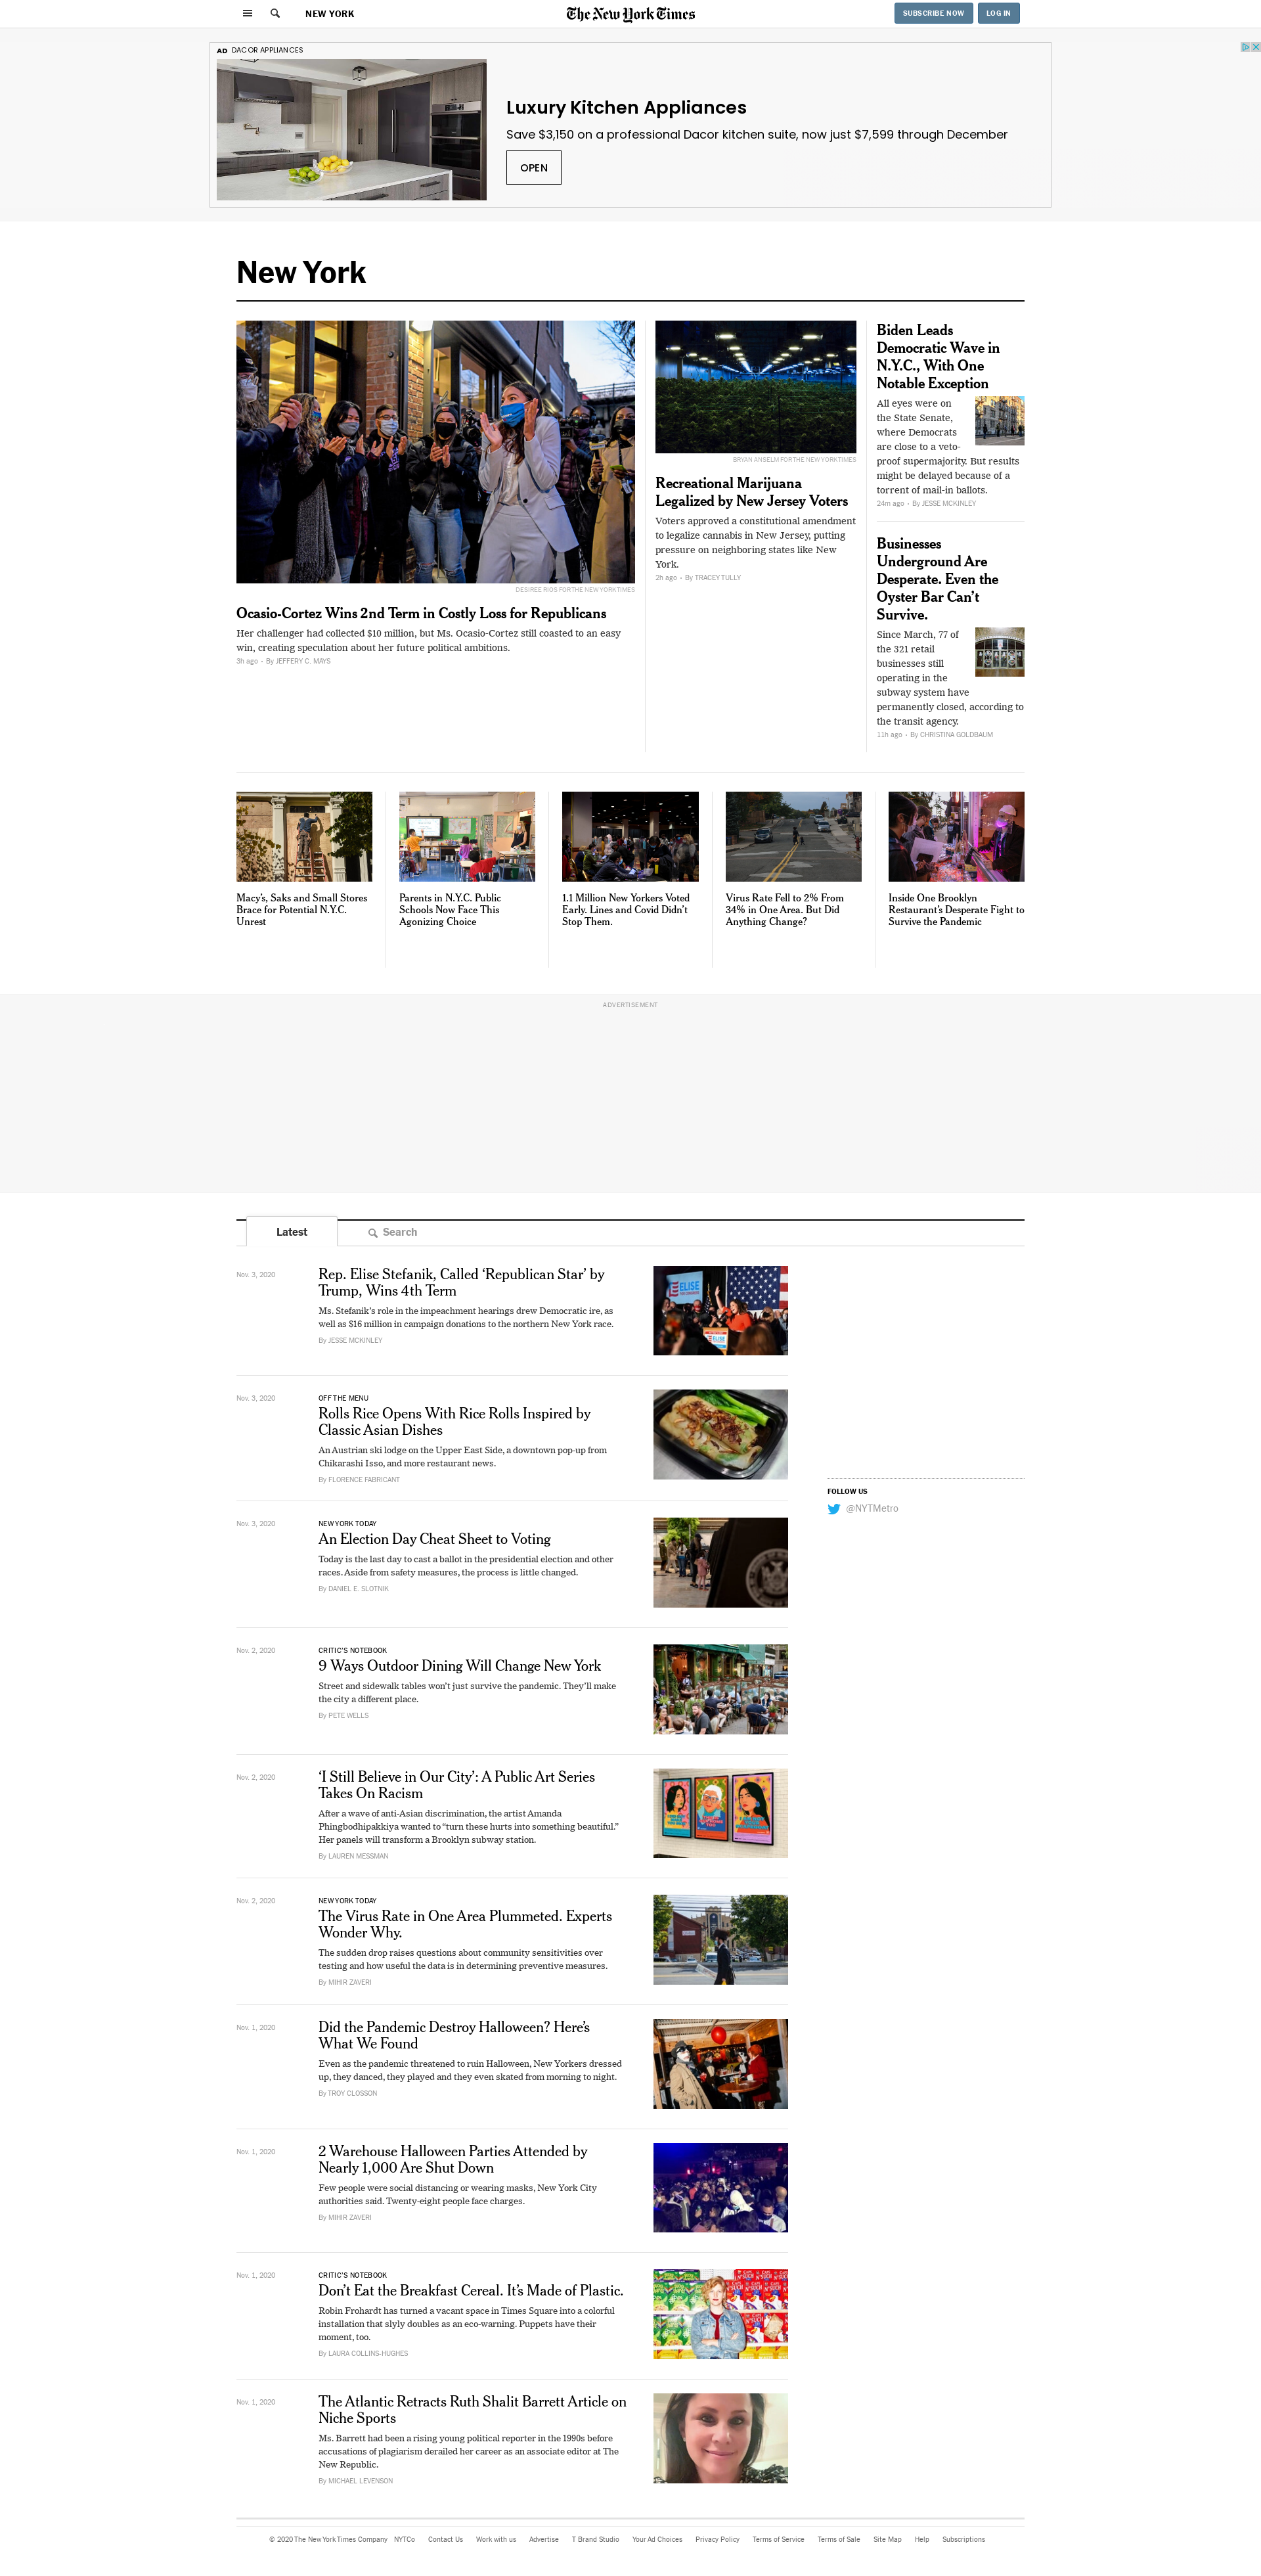 NEW YORK
The New York Times
SUBSCRIBE NOW
LOG IN
AD DACOR APPLIANCES
Luxury Kitchen Appliances
Save $3,150 on a professional Dacor kitchen suite, now just $7,599 through December
OPEN
New York
DESIREE RIOS FOR THE NEW YORK TIMES
Ocasio-Cortez Wins 2nd Term in Costly Loss for Republicans
Her challenger had collected $10 million, but Ms. Ocasio-Cortez still coasted to an easy
win, creating speculation about her future political ambitions.
3h ago • By JEFFERY C. MAYS
BRYAN ANSELM FOR THE NEW YORK TIMES
Recreational Marijuana
Legalized by New Jersey Voters
Voters approved a constitutional amendment
to legalize cannabis in New Jersey, putting
pressure on neighboring states like New
York.
2h ago • By TRACEY TULLY
Biden Leads
Democratic Wave in
N.Y.C., With One
Notable Exception
All eyes were on
the State Senate,
where Democrats
are close to a veto-
proof supermajority. But results
might be delayed because of a
torrent of mail-in ballots.
24m ago • By JESSE MCKINLEY
Businesses
Underground Are
Desperate. Even the
Oyster Bar Can’t
Survive.
Since March, 77 of
the 321 retail
businesses still
operating in the
subway system have
permanently closed, according to
the transit agency.
11h ago • By CHRISTINA GOLDBAUM
Macy’s, Saks and Small Stores
Brace for Potential N.Y.C.
Unrest
Parents in N.Y.C. Public
Schools Now Face This
Agonizing Choice
1.1 Million New Yorkers Voted
Early. Lines and Covid Didn’t
Stop Them.
Virus Rate Fell to 2% From
34% in One Area. But Did
Anything Change?
Inside One Brooklyn
Restaurant’s Desperate Fight to
Survive the Pandemic
ADVERTISEMENT
Latest
Search
Nov. 3, 2020
Rep. Elise Stefanik, Called ‘Republican Star’ by
Trump, Wins 4th Term
Ms. Stefanik’s role in the impeachment hearings drew Democratic ire, as
well as $16 million in campaign donations to the northern New York race.
By JESSE MCKINLEY
ELISE
ELISE
Nov. 3, 2020
OFF THE MENU
Rolls Rice Opens With Rice Rolls Inspired by
Classic Asian Dishes
An Austrian ski lodge on the Upper East Side, a downtown pop-up from
Chikarashi Isso, and more restaurant news.
By FLORENCE FABRICANT
FOLLOW US
@NYTMetro
Nov. 3, 2020
NEW YORK TODAY
An Election Day Cheat Sheet to Voting
Today is the last day to cast a ballot in the presidential election and other
races. Aside from safety measures, the process is little changed.
By DANIEL E. SLOTNIK
Nov. 2, 2020
CRITIC’S NOTEBOOK
9 Ways Outdoor Dining Will Change New York
Street and sidewalk tables won’t just survive the pandemic. They’ll make
the city a different place.
By PETE WELLS
Nov. 2, 2020
‘I Still Believe in Our City’: A Public Art Series
Takes On Racism
After a wave of anti-Asian discrimination, the artist Amanda
Phingbodhipakkiya wanted to “turn these hurts into something beautiful.”
Her panels will transform a Brooklyn subway station.
By LAUREN MESSMAN
Nov. 2, 2020
NEW YORK TODAY
The Virus Rate in One Area Plummeted. Experts
Wonder Why.
The sudden drop raises questions about community sensitivities over
testing and how useful the data is in determining preventive measures.
By MIHIR ZAVERI
Nov. 1, 2020
Did the Pandemic Destroy Halloween? Here’s
What We Found
Even as the pandemic threatened to ruin Halloween, New Yorkers dressed
up, they danced, they played and they even skated from morning to night.
By TROY CLOSSON
Nov. 1, 2020
2 Warehouse Halloween Parties Attended by
Nearly 1,000 Are Shut Down
Few people were social distancing or wearing masks, New York City
authorities said. Twenty-eight people face charges.
By MIHIR ZAVERI
Nov. 1, 2020
CRITIC’S NOTEBOOK
Don’t Eat the Breakfast Cereal. It’s Made of Plastic.
Robin Frohardt has turned a vacant space in Times Square into a colorful
installation that slyly doubles as an eco-warning. Puppets have their
moment, too.
By LAURA COLLINS-HUGHES
Nov. 1, 2020
The Atlantic Retracts Ruth Shalit Barrett Article on
Niche Sports
Ms. Barrett had been a rising young political reporter in the 1990s before
accusations of plagiarism derailed her career as an associate editor at The
New Republic.
By MICHAEL LEVENSON
© 2020 The New York Times Company NYTCo Contact Us Work with us Advertise T Brand Studio Your Ad Choices Privacy Policy Terms of Service Terms of Sale Site Map Help Subscriptions